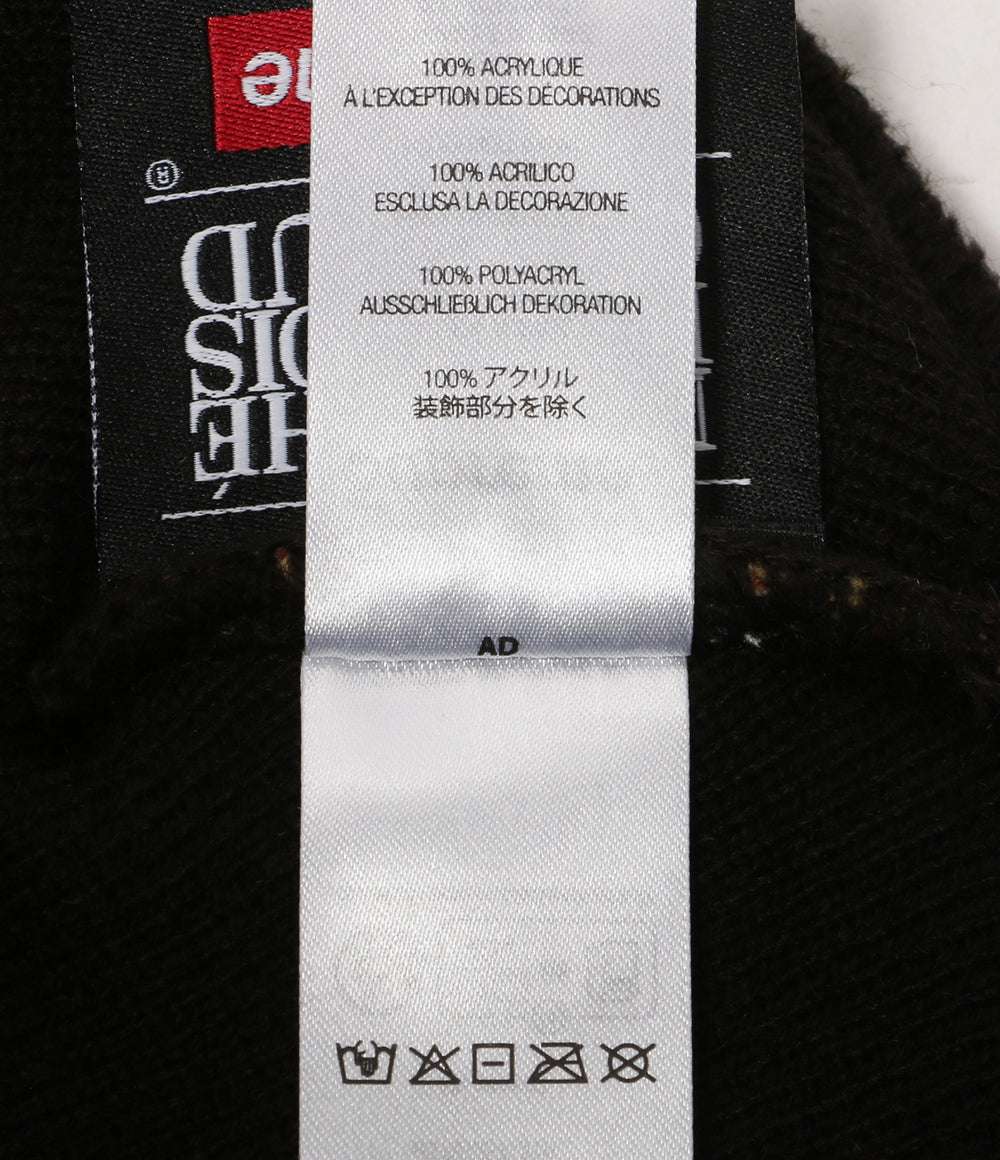 100% ACRYLIQUE
À L'EXCEPTION DES DECORATIONS
100% ACRILICO
ESCLUSA LA DECORAZIONE
100% POLYACRYL
AUSSCHLIEßLICH DEKORATION
100% アクリル
装飾部分を除く
AD